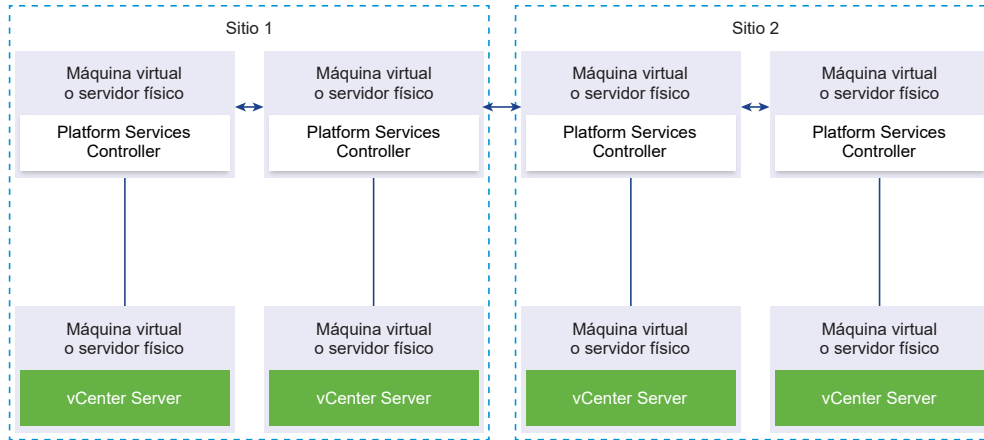 Sitio 1
Sitio 2
Máquina virtual
o servidor físico
Platform Services
Controller
Máquina virtual
o servidor físico
Platform Services
Controller
Máquina virtual
o servidor físico
Platform Services
Controller
Máquina virtual
o servidor físico
Platform Services
Controller
Máquina virtual
o servidor físico
vCenter Server
Máquina virtual
o servidor físico
vCenter Server
Máquina virtual
o servidor físico
vCenter Server
Máquina virtual
o servidor físico
vCenter Server